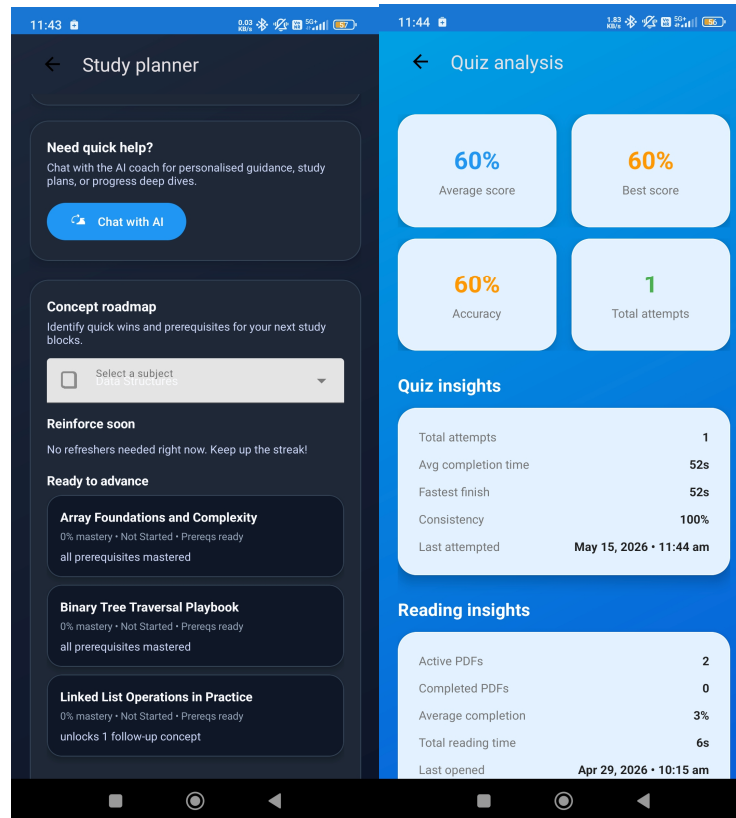 11:43
0.03 KB/s
5G+
57
Study planner
Need quick help?
Chat with the AI coach for personalised guidance, study
plans, or progress deep dives.
Chat with AI
Concept roadmap
Identify quick wins and prerequisites for your next study
blocks.
Select a subject
Data Structures
Reinforce soon
No refreshers needed right now. Keep up the streak!
Ready to advance
Array Foundations and Complexity
0% mastery • Not Started • Prereqs ready
all prerequisites mastered
Binary Tree Traversal Playbook
0% mastery • Not Started • Prereqs ready
all prerequisites mastered
Linked List Operations in Practice
0% mastery • Not Started • Prereqs ready
unlocks 1 follow-up concept
11:44
1.83 KB/s
5G+
56
Quiz analysis
60%
Average score
60%
Best score
60%
Accuracy
1
Total attempts
Quiz insights
Total attempts 1
Avg completion time 52s
Fastest finish 52s
Consistency 100%
Last attempted May 15, 2026 • 11:44 am
Reading insights
Active PDFs 2
Completed PDFs 0
Average completion 3%
Total reading time 6s
Last opened Apr 29, 2026 • 10:15 am